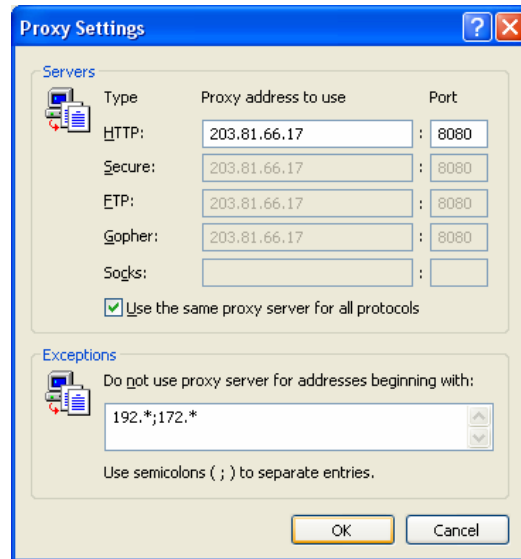 Proxy Settings
Servers
Type Proxy address to use Port
HTTP: 203.81.66.17 : 8080
Secure: 203.81.66.17 : 8080
FTP: 203.81.66.17 : 8080
Gopher: 203.81.66.17 : 8080
Socks: :
Use the same proxy server for all protocols
Exceptions
Do not use proxy server for addresses beginning with:
192.*;172.*
Use semicolons ( ; ) to separate entries.
OK Cancel